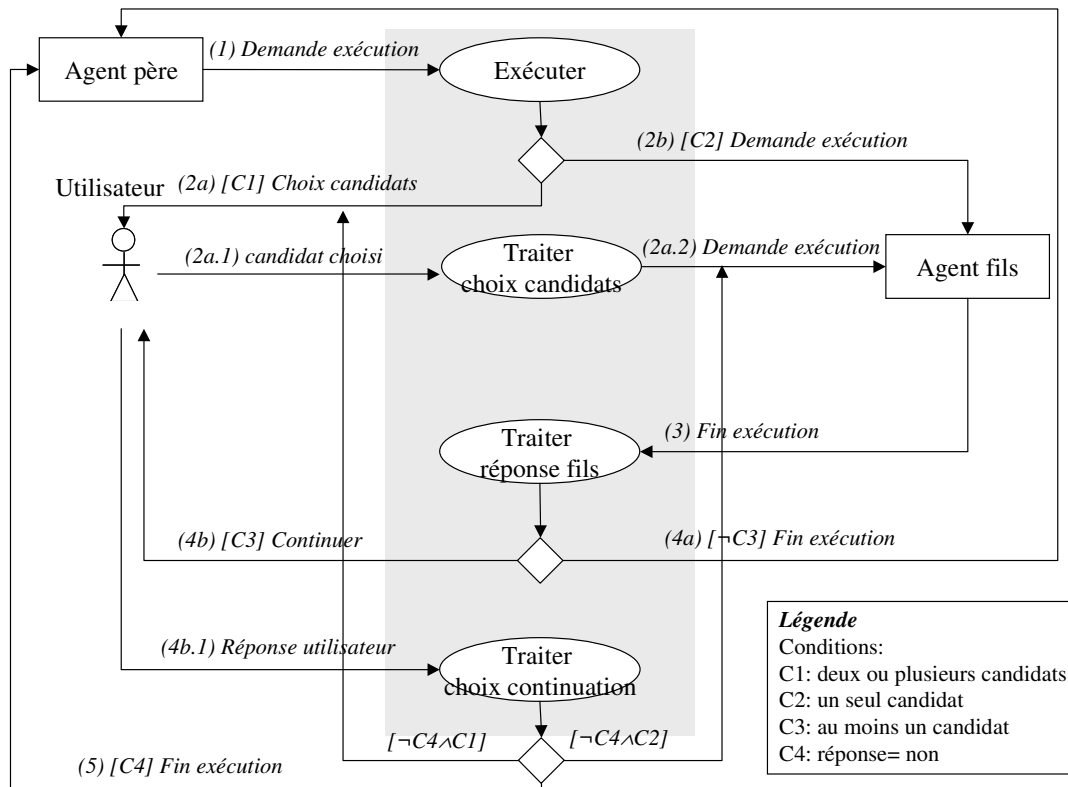 (1) Demande exécution
Agent père
Exécuter
(2b) [C2] Demande exécution
Utilisateur
(2a) [C1] Choix candidats
(2a.1) candidat choisi
Traiter
choix candidats
(2a.2) Demande exécution
Agent fils
Traiter
réponse fils
(3) Fin exécution
(4b) [C3] Continuer
(4a) [¬C3] Fin exécution
(4b.1) Réponse utilisateur
Traiter
choix continuation
[¬C4∧C1]
[¬C4∧C2]
(5) [C4] Fin exécution
Légende
Conditions:
C1: deux ou plusieurs candidats
C2: un seul candidat
C3: au moins un candidat
C4: réponse= non